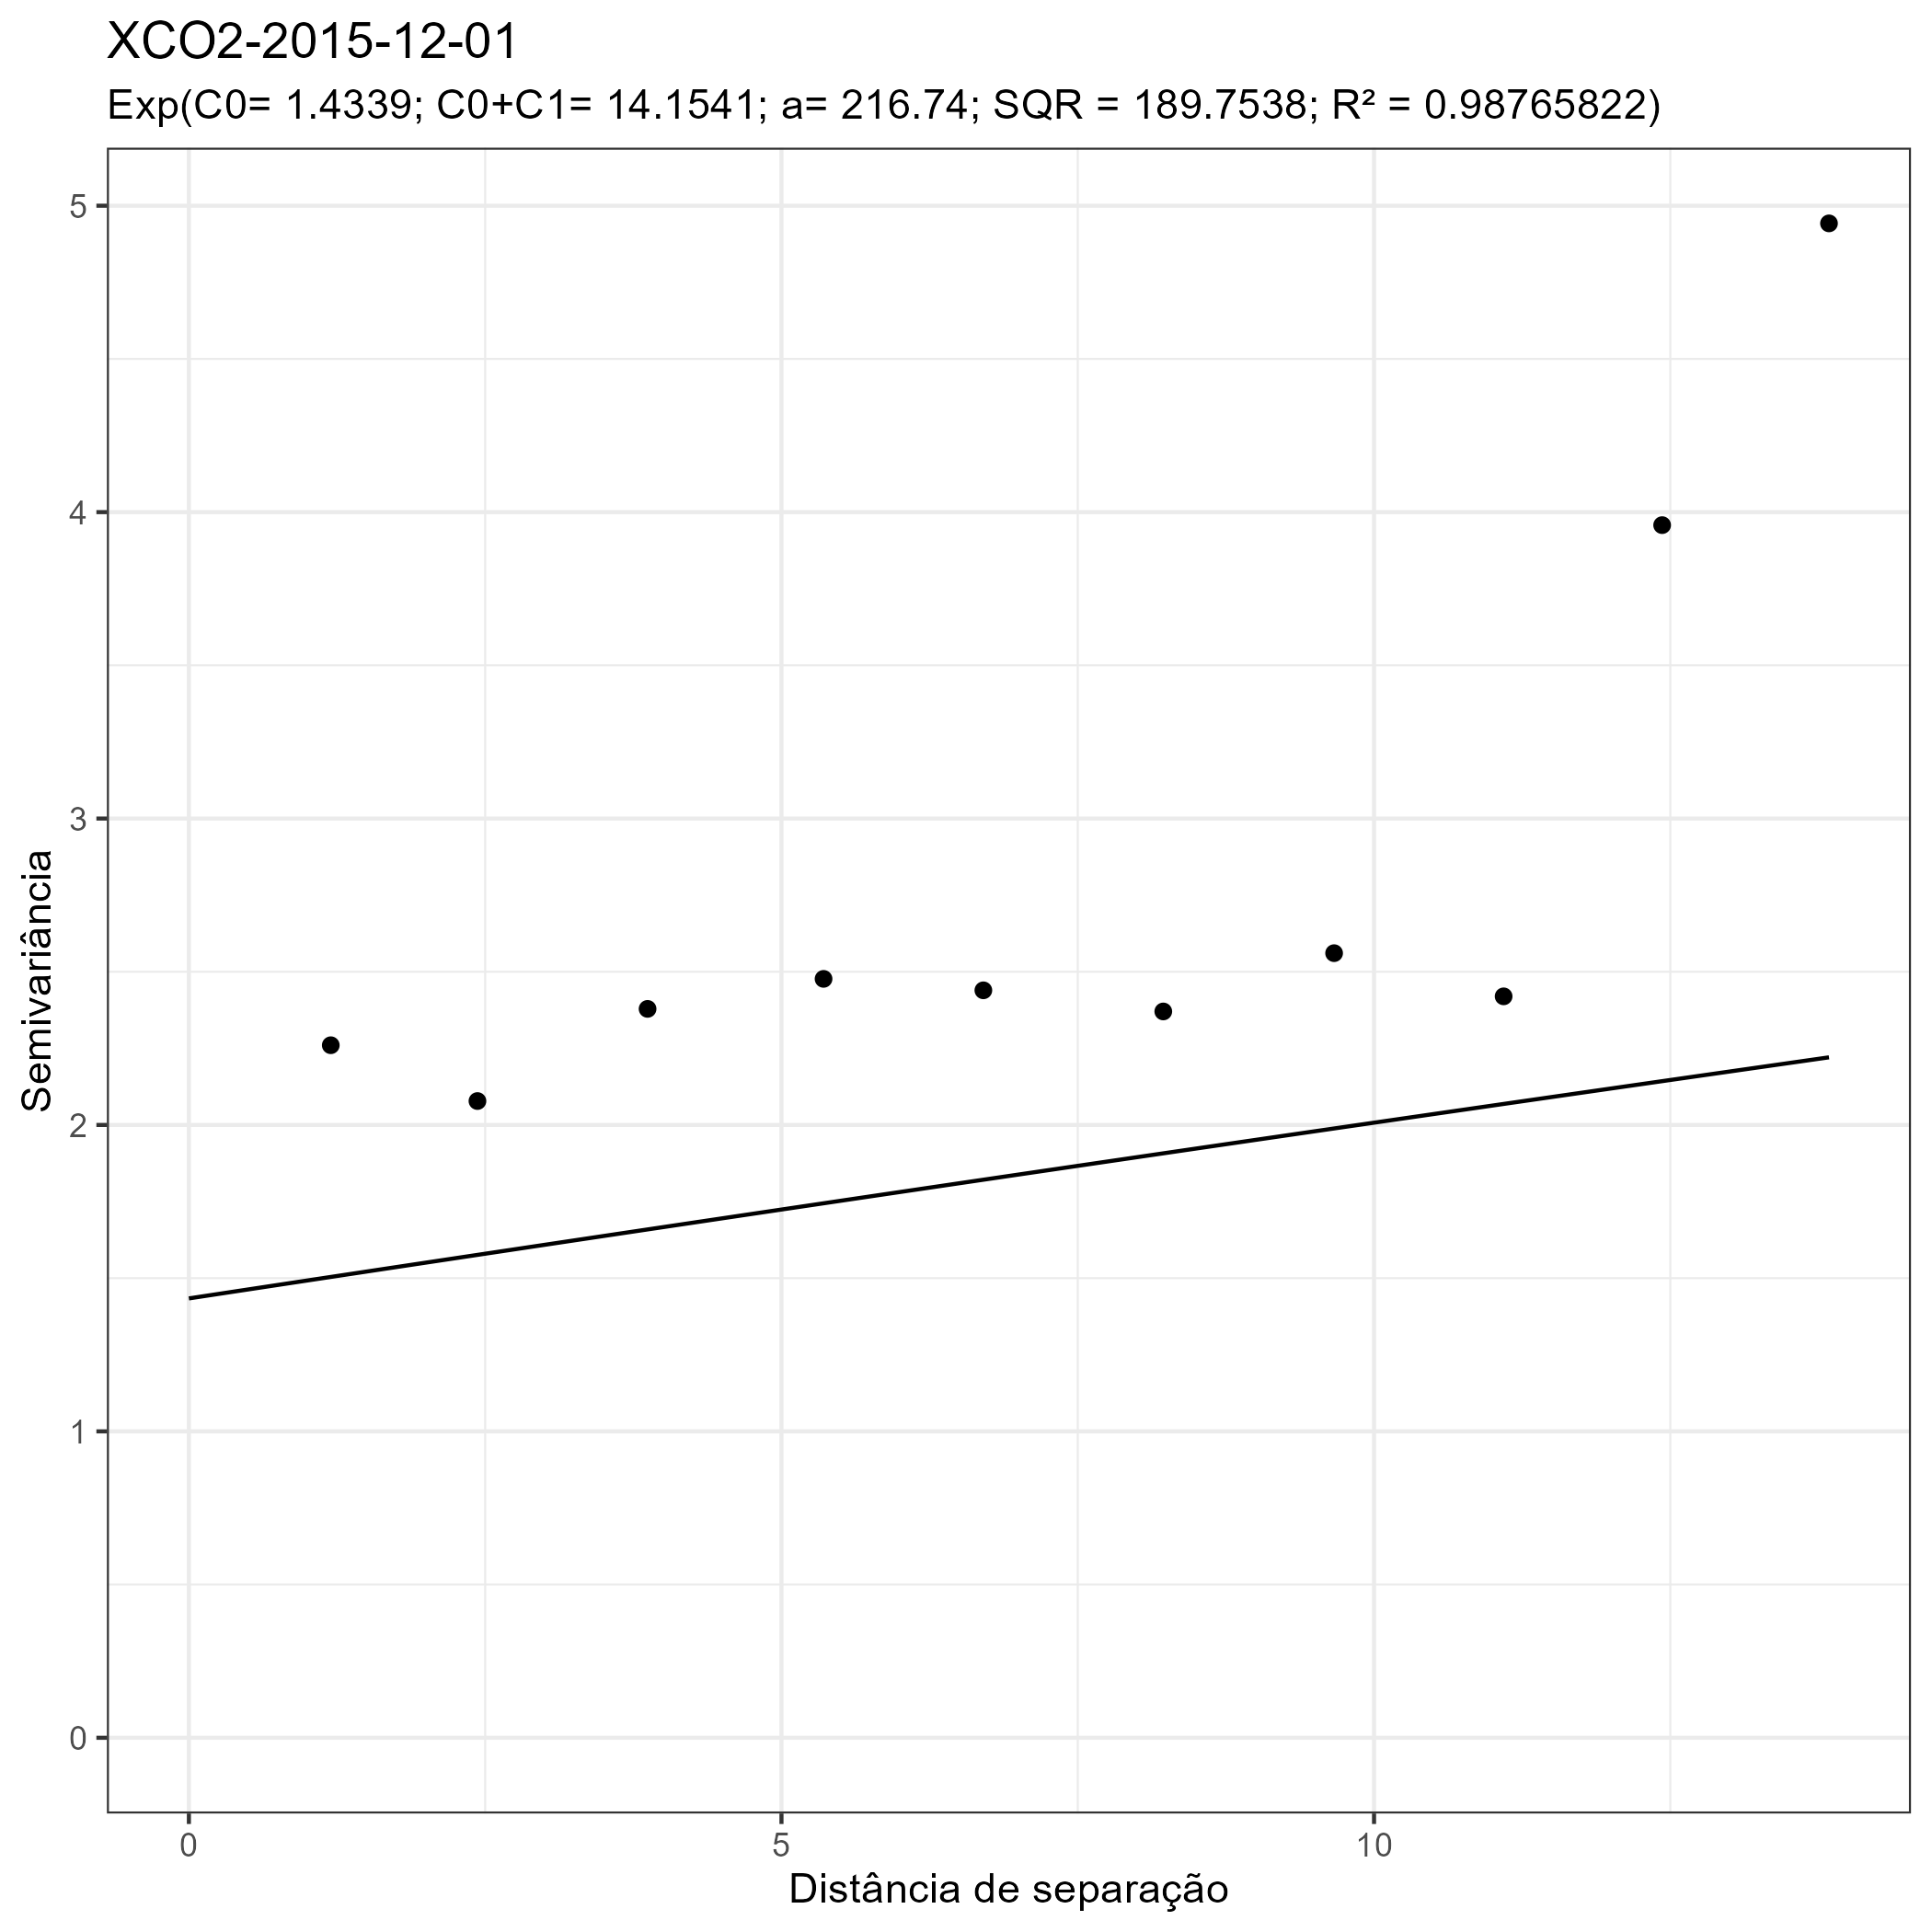 XCO2-2015-12-01
Exp(C0= 1.4339; C0+C1= 14.1541; a= 216.74; SQR = 189.7538; R² = 0.98765822)
5
4
3
2
1
0
Semivariância
0 5 10
Distância de separação